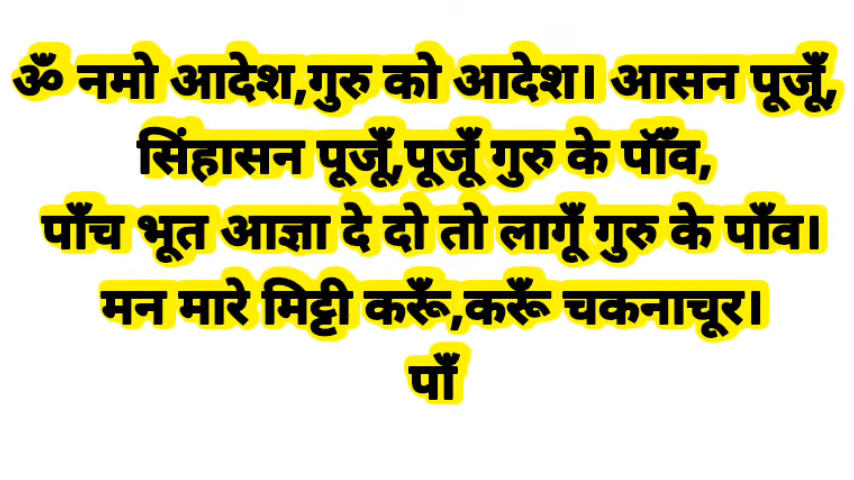 ॐ नमो आदेश,गुरु को आदेश। आसन पूजूँ,
सिंहासन पूजूँ,पूजूँ गुरु के पॉँव,
पाँच भूत आज्ञा दे दो तो लागूँ गुरु के पाँव।
मन मारे मिट्टी करूँ,करूँ चकनाचूर।
पाँ